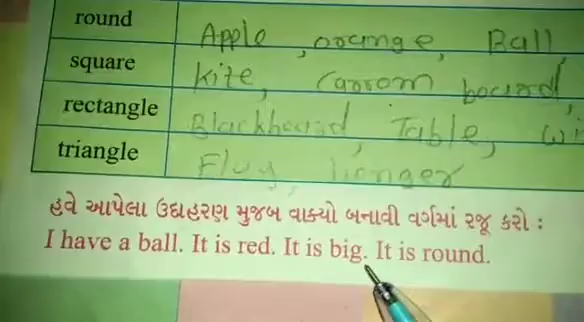 round Apple, orange, Ball
square Kite, Carrom board,
rectangle Blackboard, Table,
triangle
હવે આપેલા ઉદાહરણ મુજબ વાક્યો બનાવી વર્ગમાં રજૂ કરો :
I have a ball. It is red. It is big. It is round.